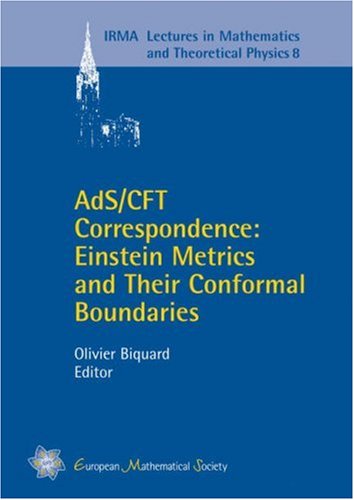 IRMA Lectures in Mathematics
and Theoretical Physics 8
AdS/CFT
Correspondence:
Einstein Metrics
and Their Conformal
Boundaries
Olivier Biquard
Editor
European Mathematical Society